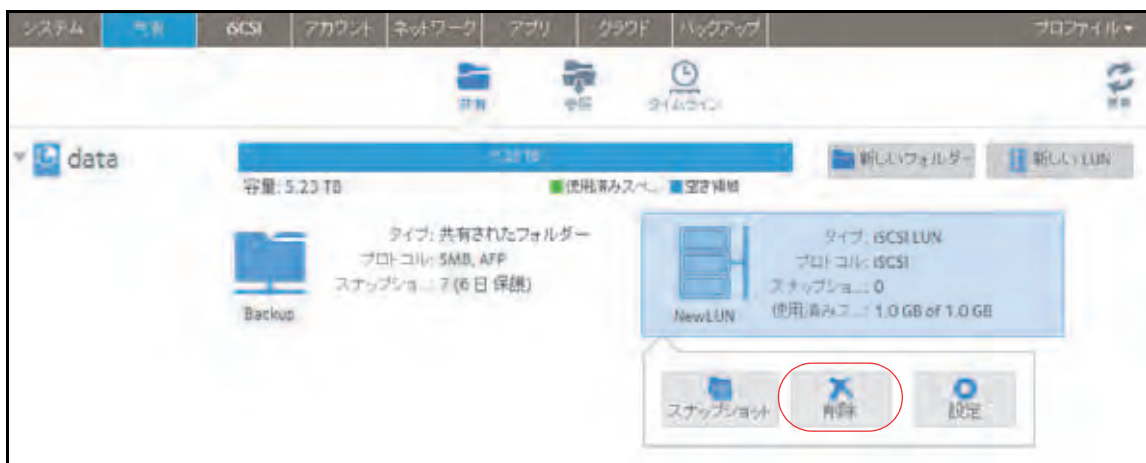 システム 共有 iSCSI アカウント ネットワーク アプリ クラウド バックアップ プロファイル
共有 参照 タイムライン 更新
data
新しいフォルダー 新しいLUN
容量: 5.23 TB 使用済みスペ... 空き領域
タイプ: 共有されたフォルダー
プロトコル: SMB, AFP
スナップショ...: 7 (6 日 保護)
Backup
タイプ: iSCSI LUN
プロトコル: iSCSI
スナップショ...: 0
使用済みス...: 1.0 GB of 1.0 GB
NewLUN
スナップショット 削除 設定